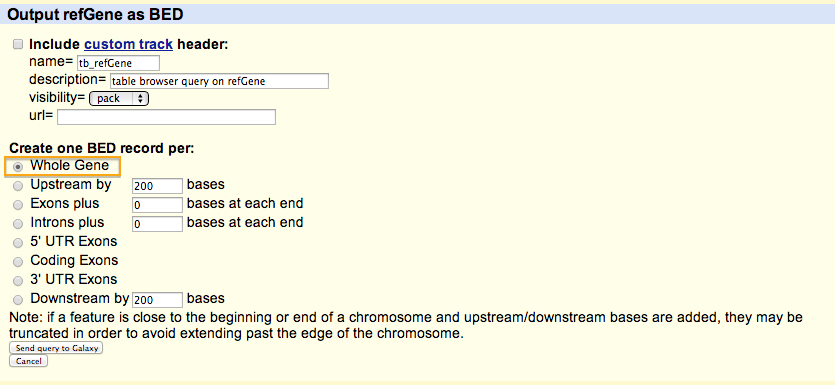 Output refGene as BED
Include custom track header:
name= tb_refGene
description= table browser query on refGene
visibility= pack
url=
Create one BED record per:
Whole Gene
Upstream by 200 bases
Exons plus 0 bases at each end
Introns plus 0 bases at each end
5' UTR Exons
Coding Exons
3' UTR Exons
Downstream by 200 bases
Note: if a feature is close to the beginning or end of a chromosome and upstream/downstream bases are added, they may be
truncated in order to avoid extending past the edge of the chromosome.
Send query to Galaxy
Cancel